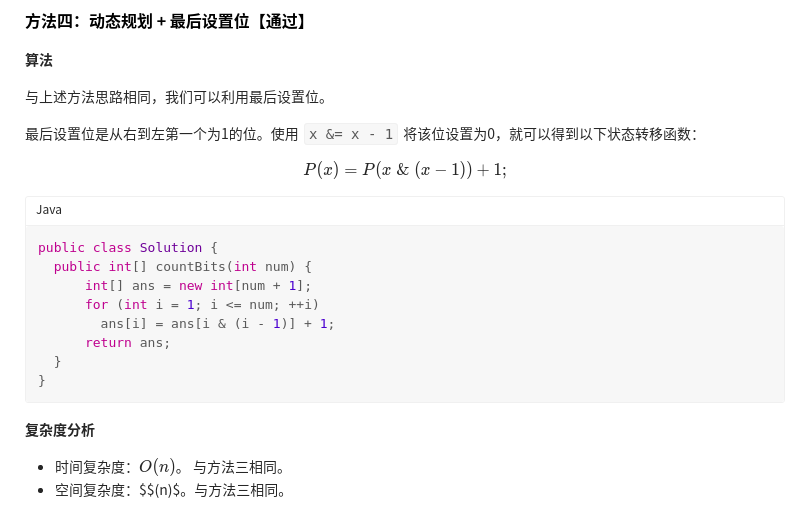 方法四：动态规划 + 最后设置位【通过】
算法
与上述方法思路相同，我们可以利用最后设置位。
最后设置位是从右到左第一个为1的位。使用 x &= x - 1 将该位设置为0，就可以得到以下状态转移函数：
P(x) = P(x & (x − 1)) + 1;
Java
public class Solution {
  public int[] countBits(int num) {
      int[] ans = new int[num + 1];
      for (int i = 1; i <= num; ++i)
        ans[i] = ans[i & (i - 1)] + 1;
      return ans;
  }
}
复杂度分析
• 时间复杂度：O(n)。 与方法三相同。
• 空间复杂度：$$(n)$。与方法三相同。